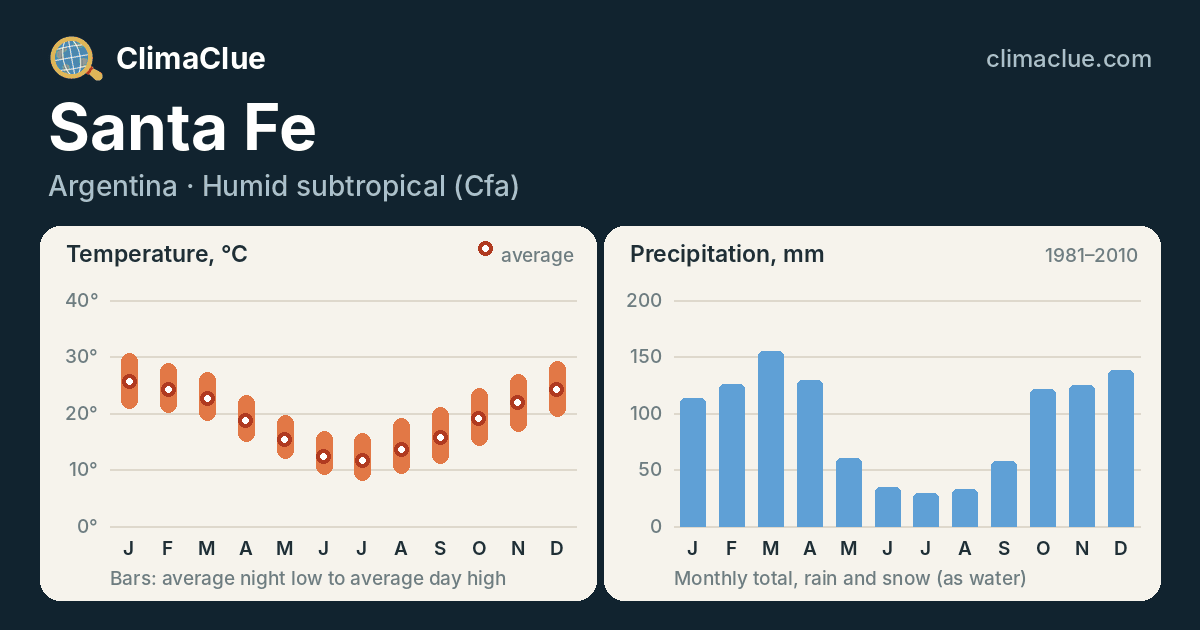 ClimaClue
climaclue.com
Santa Fe
Argentina · Humid subtropical (Cfa)
Temperature, °C
average
40°
30°
20°
10°
0°
J F M A M J J A S O N D
Bars: average night low to average day high
Precipitation, mm
1981–2010
200
150
100
50
0
J F M A M J J A S O N D
Monthly total, rain and snow (as water)